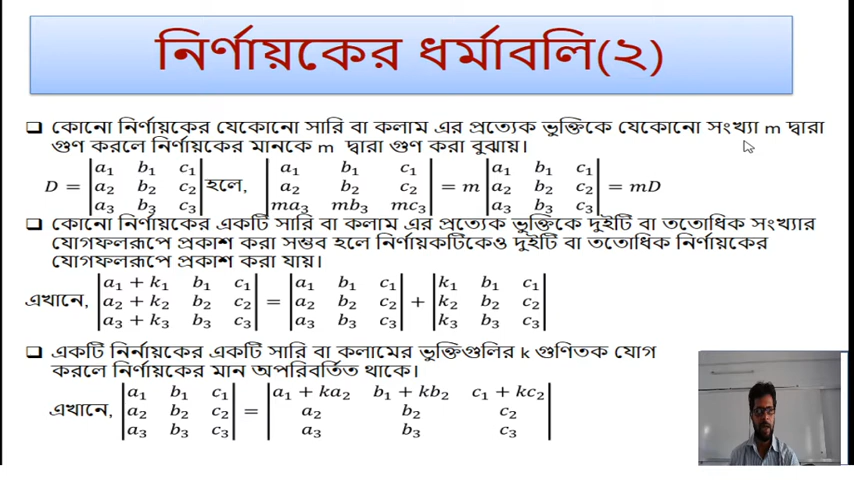 নির্ণায়কের ধর্মাবলি(২)
❑ কোনো নির্ণায়কের যেকোনো সারি বা কলাম এর প্রত্যেক ভুক্তিকে যেকোনো সংখ্যা m দ্বারা
গুণ করলে নির্ণায়কের মানকে m দ্বারা গুণ করা বুঝায়।
D = |a₁ b₁ c₁; a₂ b₂ c₂; a₃ b₃ c₃| হলে, |a₁ b₁ c₁; a₂ b₂ c₂; ma₃ mb₃ mc₃| = m |a₁ b₁ c₁; a₂ b₂ c₂; a₃ b₃ c₃| = mD
❑ কোনো নির্ণায়কের একটি সারি বা কলাম এর প্রত্যেক ভুক্তিকে দুইটি বা ততোধিক সংখ্যার
যোগফলরূপে প্রকাশ করা সম্ভব হলে নির্ণায়কটিকেও দুইটি বা ততোধিক নির্ণায়কের
যোগফলরূপে প্রকাশ করা যায়।
এখানে, |a₁ + k₁ b₁ c₁; a₂ + k₂ b₂ c₂; a₃ + k₃ b₃ c₃| = |a₁ b₁ c₁; a₂ b₂ c₂; a₃ b₃ c₃| + |k₁ b₁ c₁; k₂ b₂ c₂; k₃ b₃ c₃|
❑ একটি নির্নায়কের একটি সারি বা কলামের ভুক্তিগুলির k গুণিতক যোগ
করলে নির্ণায়কের মান অপরিবর্তিত থাকে।
এখানে, |a₁ b₁ c₁; a₂ b₂ c₂; a₃ b₃ c₃| = |a₁ + ka₂ b₁ + kb₂ c₁ + kc₂; a₂ b₂ c₂; a₃ b₃ c₃|